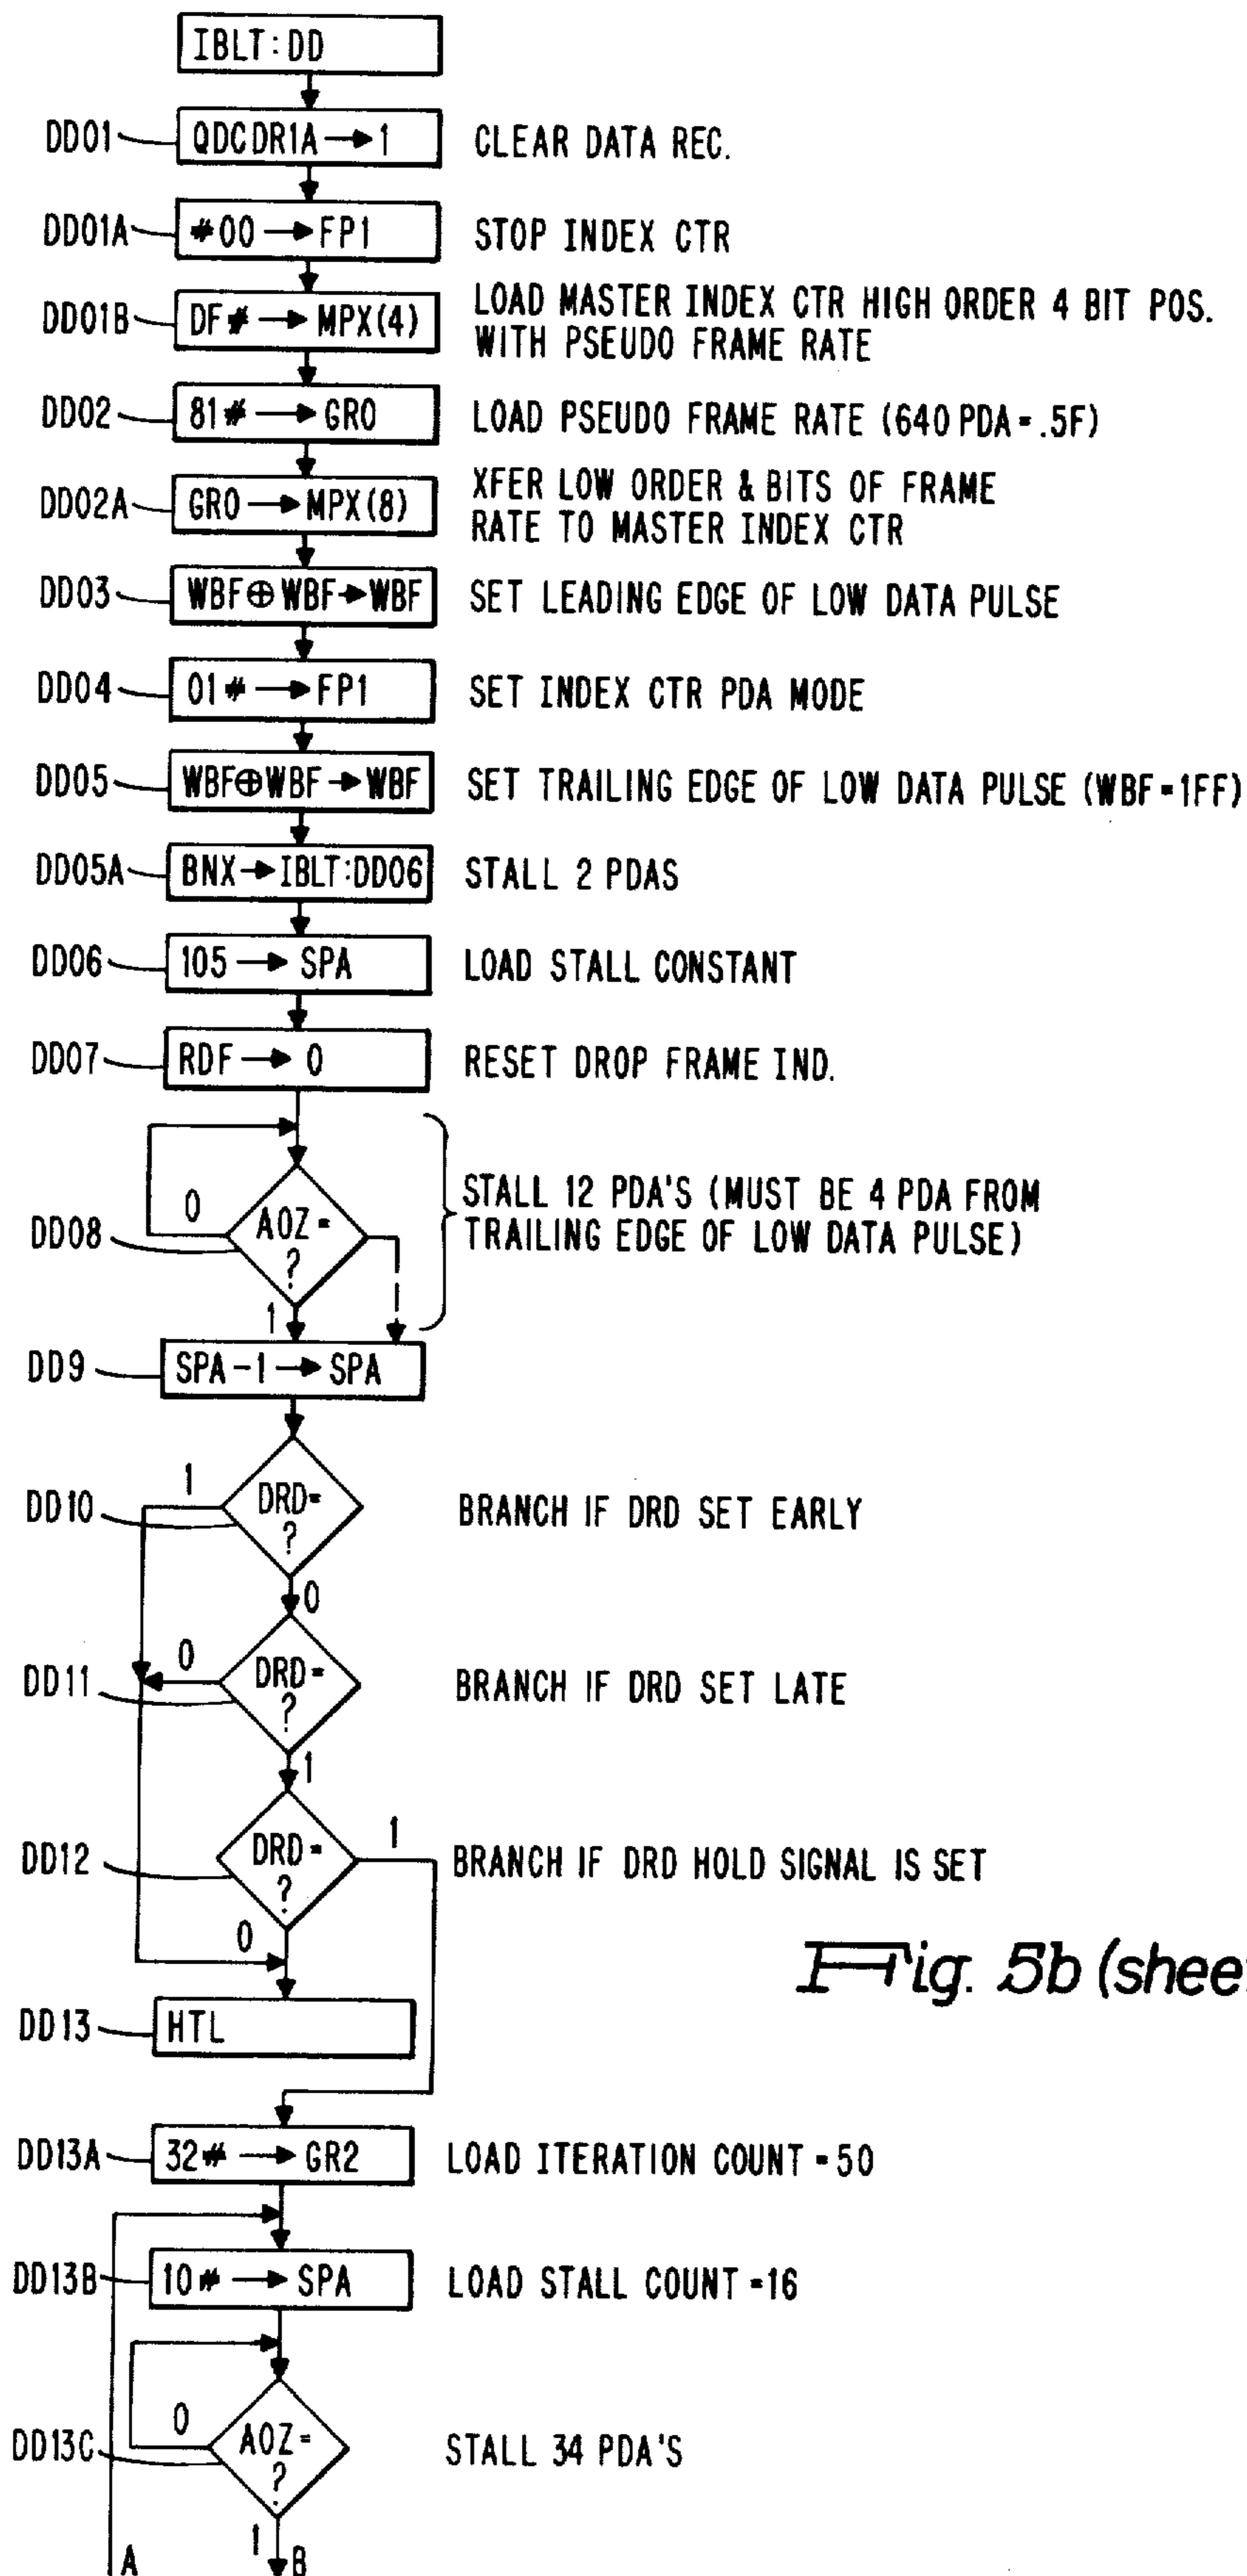 IBLT:DD
DD01 QDCDR1A→1 CLEAR DATA REC.
DD01A #00→FP1 STOP INDEX CTR
DD01B DF#→MPX(4) LOAD MASTER INDEX CTR HIGH ORDER 4 BIT POS.
WITH PSEUDO FRAME RATE
DD02 81#→GR0 LOAD PSEUDO FRAME RATE (640 PDA=.5F)
DD02A GR0→MPX(8) XFER LOW ORDER & BITS OF FRAME
RATE TO MASTER INDEX CTR
DD03 WBF⊕WBF→WBF SET LEADING EDGE OF LOW DATA PULSE
DD04 01#→FP1 SET INDEX CTR PDA MODE
DD05 WBF⊕WBF→WBF SET TRAILING EDGE OF LOW DATA PULSE (WBF=1FF)
DD05A BNX→IBLT:DD06 STALL 2 PDAS
DD06 105→SPA LOAD STALL CONSTANT
DD07 RDF→0 RESET DROP FRAME IND.
STALL 12 PDA'S (MUST BE 4 PDA FROM
TRAILING EDGE OF LOW DATA PULSE)
0
DD08 AOZ=
?
1
DD9 SPA-1→SPA
1
DD10 DRD= BRANCH IF DRD SET EARLY
?
0
0
DD11 DRD= BRANCH IF DRD SET LATE
?
1
1
DD12 DRD= BRANCH IF DRD HOLD SIGNAL IS SET
?
0
Fig. 5b (sheet
DD13 HTL
DD13A 32#→GR2 LOAD ITERATION COUNT=50
DD13B 10#→SPA LOAD STALL COUNT=16
0
DD13C AOZ= STALL 34 PDA'S
?
1
A B